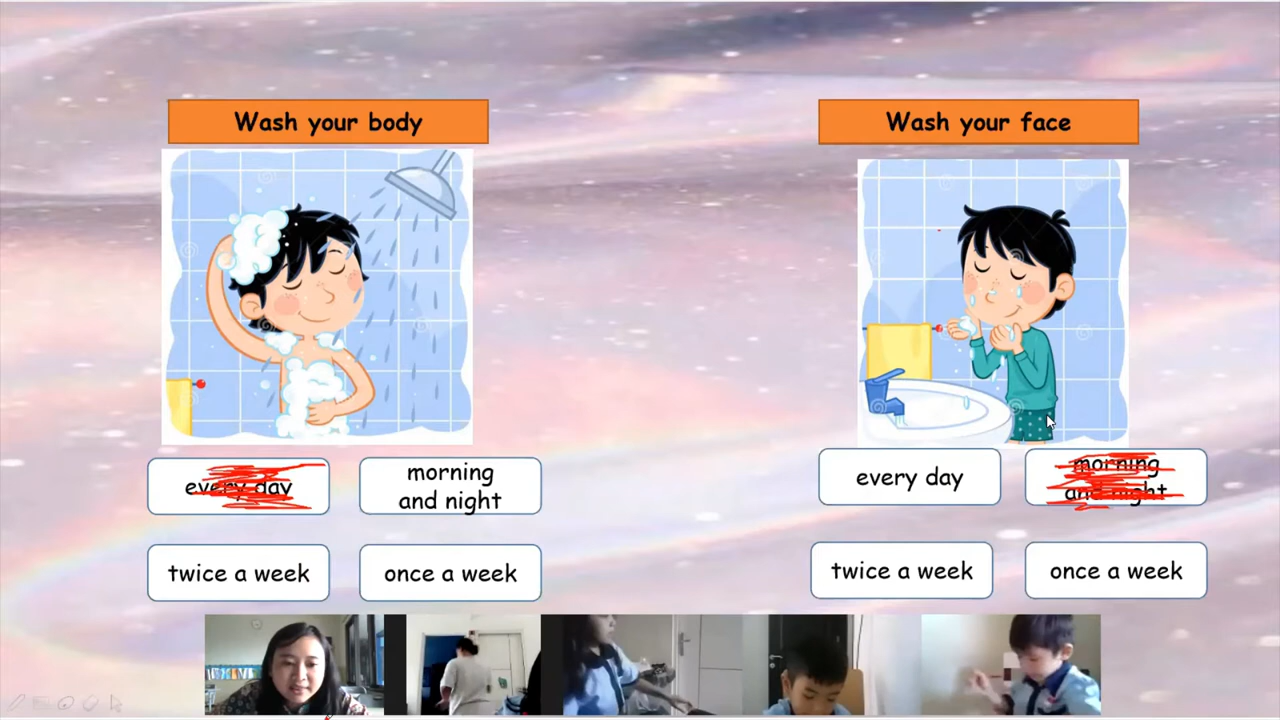 Wash your body
every day
morning
and night
twice a week
once a week
Wash your face
every day
morning
and night
twice a week
once a week